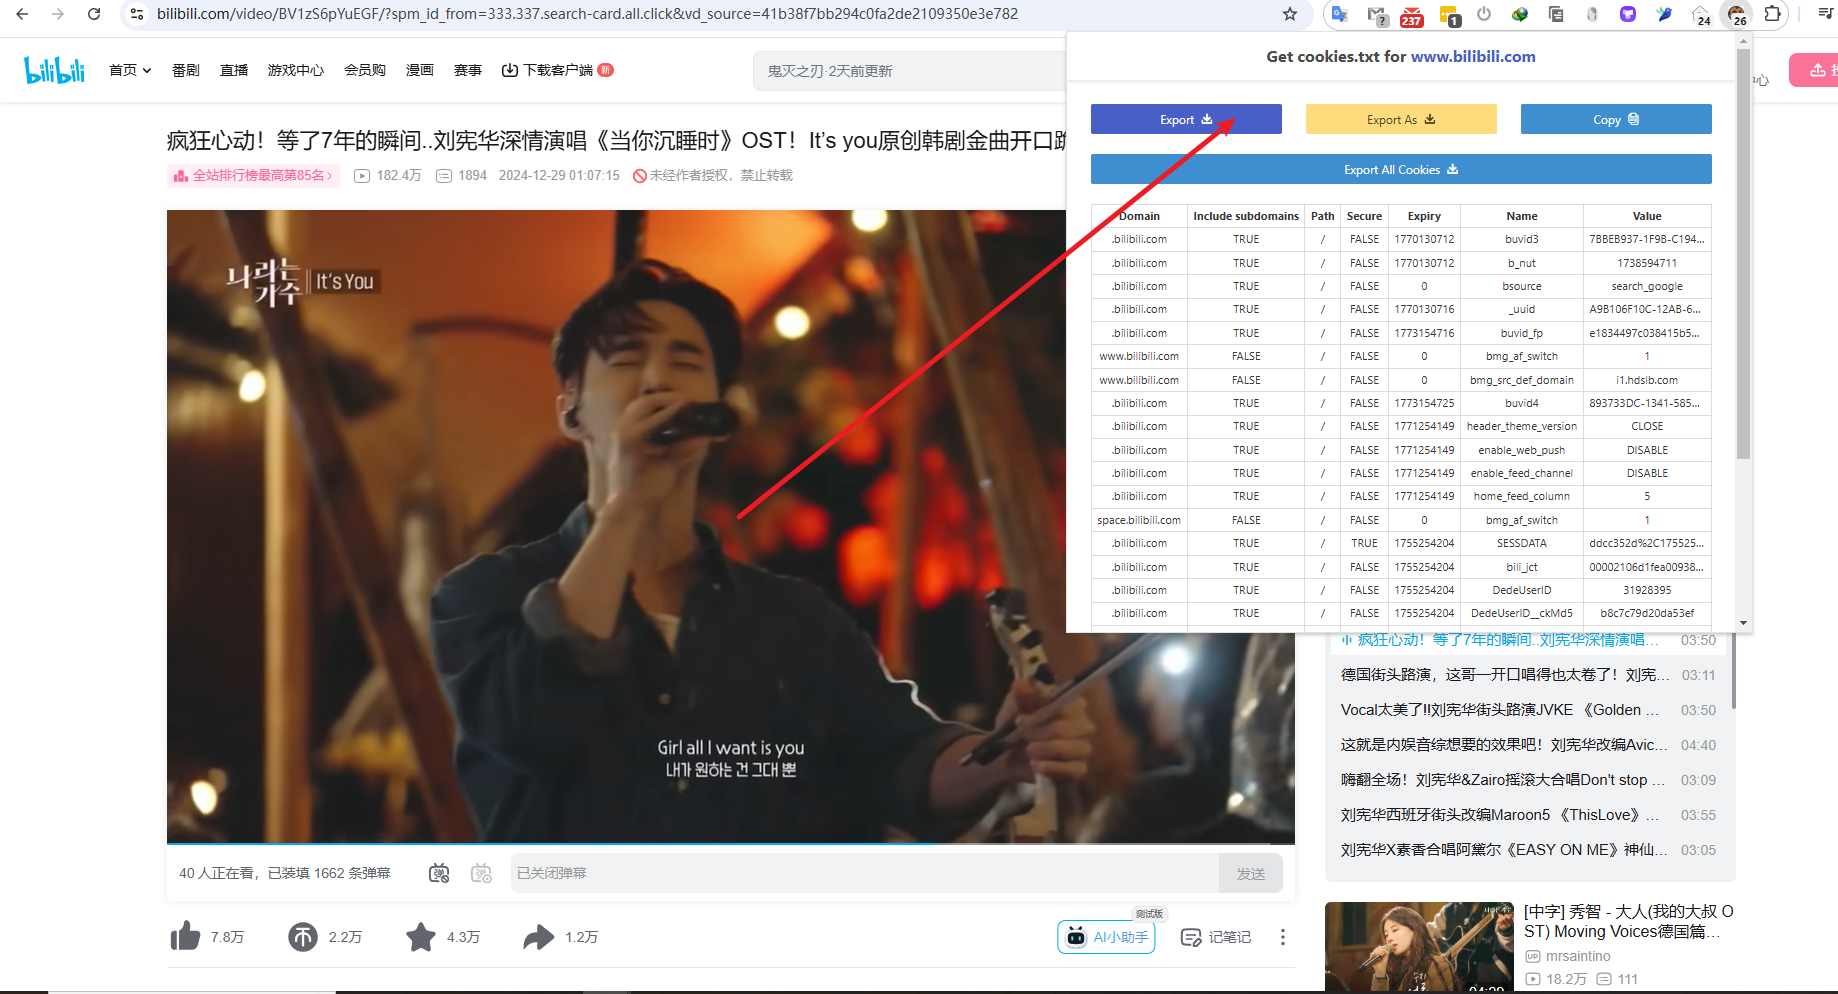 bilibili.com/video/BV1zS6pYuEGF/?spm_id_from=333.337.search-card.all.click&vd_source=41b38f7bb294c0fa2de2109350e3e782
?
237
1
24
26
bilibili
首页
番剧
直播
游戏中心
会员购
漫画
赛事
下载客户端
新
鬼灭之刃·2天前更新
疯狂心动！等了7年的瞬间..刘宪华深情演唱《当你沉睡时》OST！It's you原创韩剧金曲开口
全站排行榜最高第85名 ›
182.4万
1894
2024-12-29 01:07:15
未经作者授权，禁止转载
Get cookies.txt for www.bilibili.com
Export
Export As
Copy
Export All Cookies
Domain Include subdomains Path Secure Expiry Name Value
.bilibili.com TRUE / FALSE 1770130712 buvid3 7BBEB937-1F9B-C194...
.bilibili.com TRUE / FALSE 1770130712 b_nut 1738594711
.bilibili.com TRUE / FALSE 0 bsource search_google
.bilibili.com TRUE / FALSE 1770130716 _uuid A9B106F10C-12AB-6...
.bilibili.com TRUE / FALSE 1773154716 buvid_fp e1834497c038415b5...
www.bilibili.com FALSE / FALSE 0 bmg_af_switch 1
www.bilibili.com FALSE / FALSE 0 bmg_src_def_domain i1.hdslb.com
.bilibili.com TRUE / FALSE 1773154725 buvid4 893733DC-1341-585...
.bilibili.com TRUE / FALSE 1771254149 header_theme_version CLOSE
.bilibili.com TRUE / FALSE 1771254149 enable_web_push DISABLE
.bilibili.com TRUE / FALSE 1771254149 enable_feed_channel DISABLE
.bilibili.com TRUE / FALSE 1771254149 home_feed_column 5
space.bilibili.com FALSE / FALSE 0 bmg_af_switch 1
.bilibili.com TRUE / TRUE 1755254204 SESSDATA ddcc352d%2C175525...
.bilibili.com TRUE / FALSE 1755254204 bili_jct 00002106d1fea00938...
.bilibili.com TRUE / FALSE 1755254204 DedeUserID 31928395
.bilibili.com TRUE / FALSE 1755254204 DedeUserID__ckMd5 b8c7c79d20da53ef
나라는
가수
It's You
Girl all I want is you
내가 원하는 건 그대 뿐
疯狂心动！等了7年的瞬间..刘宪华深情演唱... 03:50
德国街头路演，这哥一开口唱得也太卷了！刘宪... 03:11
Vocal太美了!!刘宪华街头路演JVKE 《Golden ... 03:50
这就是内娱音综想要的效果吧！刘宪华改编Avic... 04:40
嗨翻全场！刘宪华&Zairo摇滚大合唱Don't stop ... 03:09
刘宪华西班牙街头改编Maroon5 《ThisLove》... 03:55
刘宪华X素香合唱阿黛尔《EASY ON ME》神仙... 03:05
40 人正在看，已装填 1662 条弹幕
已关闭弹幕
发送
7.8万
2.2万
4.3万
1.2万
测试版
AI小助手
记笔记
[中字] 秀智 - 大人(我的大叔 O
ST) Moving Voices德国篇...
UP mrsaintino
18.2万
111